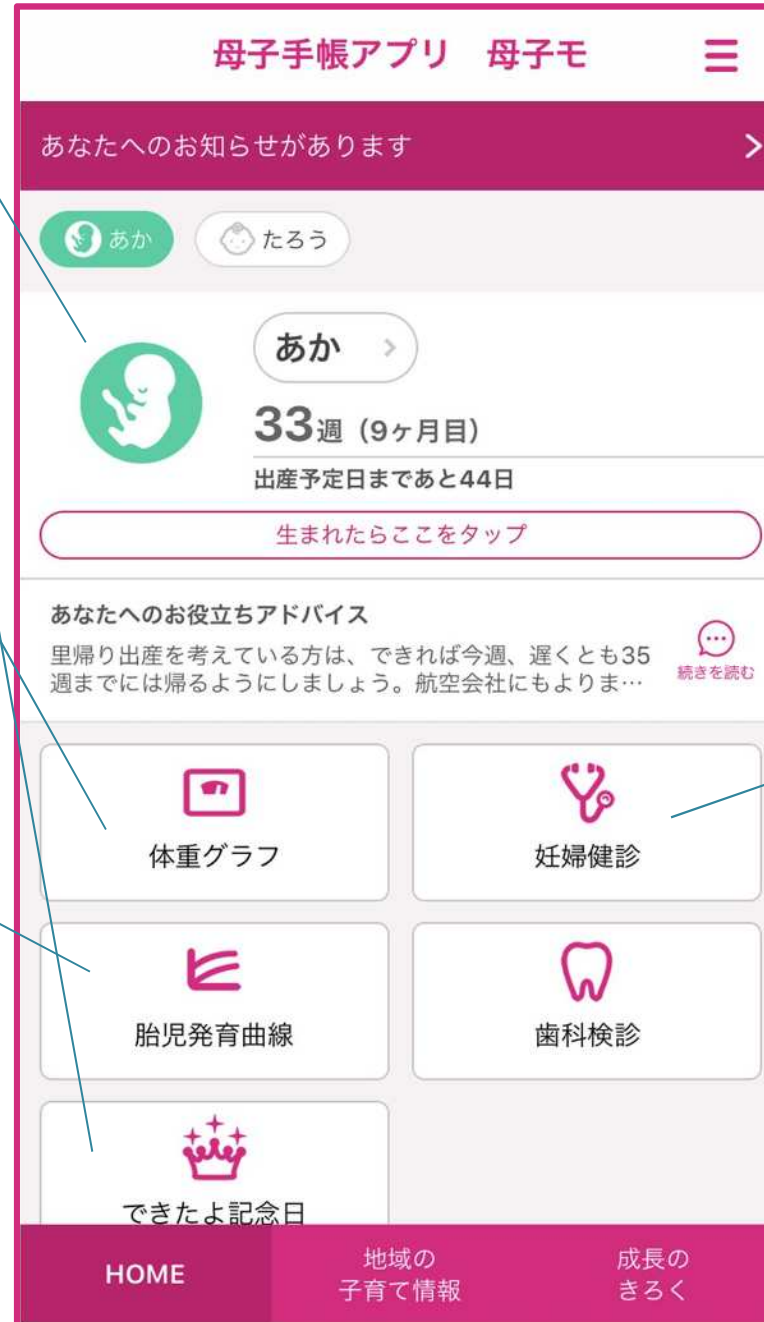 母子手帳アプリ　母子モ
あなたへのお知らせがあります
あか
たろう
あか
33週（9ヶ月目）
出産予定日まであと44日
生まれたらここをタップ
あなたへのお役立ちアドバイス
里帰り出産を考えている方は、できれば今週、遅くとも35
週までには帰るようにしましょう。航空会社にもよりま…
続きを読む
体重グラフ
妊婦健診
胎児発育曲線
歯科検診
できたよ記念日
HOME
地域の
子育て情報
成長の
きろく